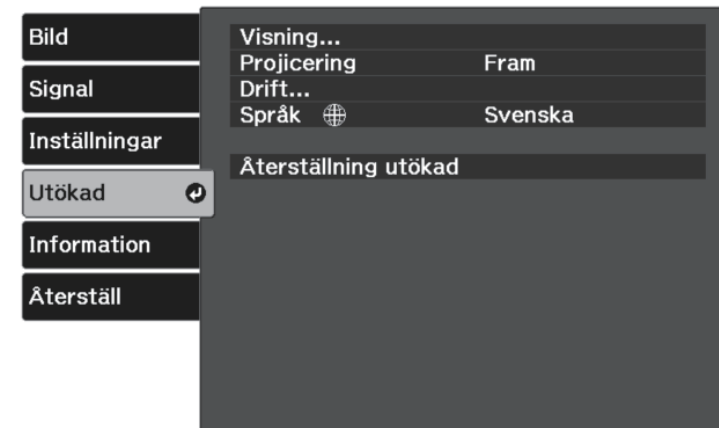 Bild
Signal
Inställningar
Utökad
Information
Återställ
Visning...
Projicering Fram
Drift...
Språk Svenska
Återställning utökad